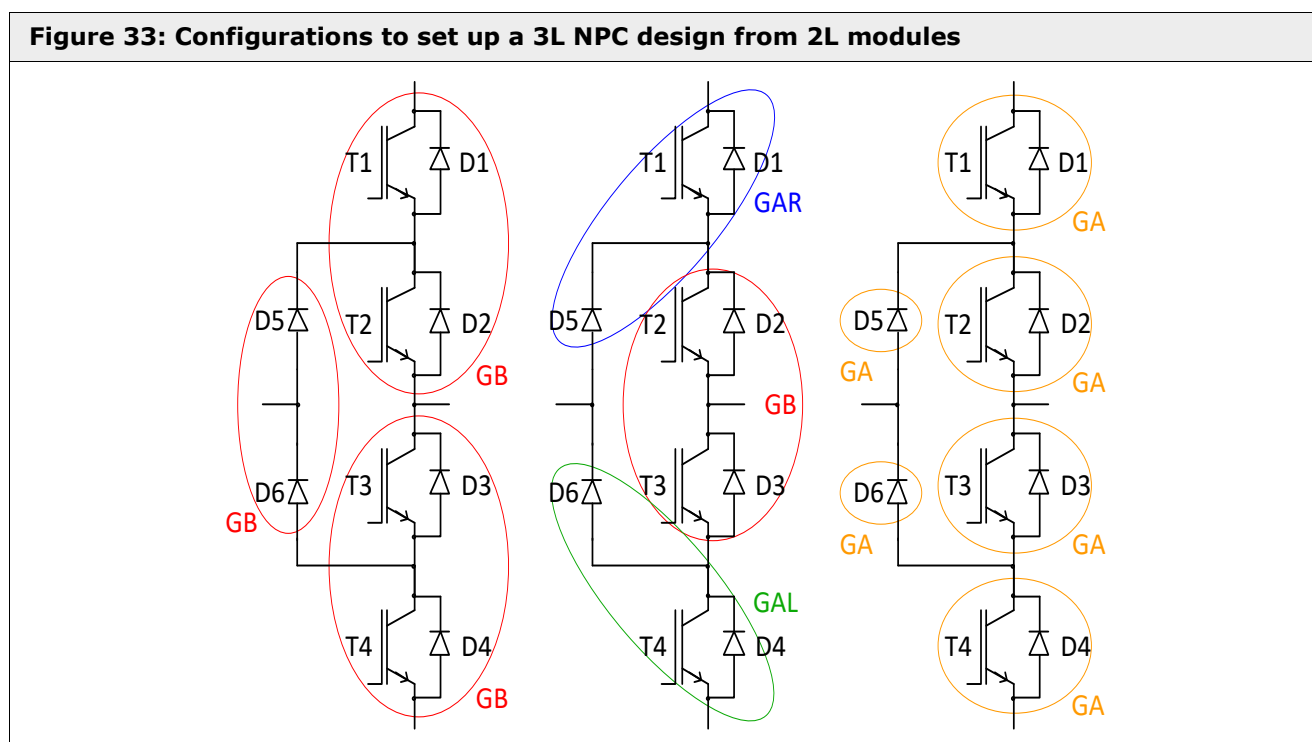 Figure 33: Configurations to set up a 3L NPC design from 2L modules
T1 D1
D5 T2 D2
GB
D6 T3 D3
GB
T4 D4
GB
T1 D1
GAR
D5 T2 D2
GB
D6 T3 D3
GAL
T4 D4
T1 D1
GA
D5 T2 D2
GA GA
D6 T3 D3
GA GA
T4 D4
GA